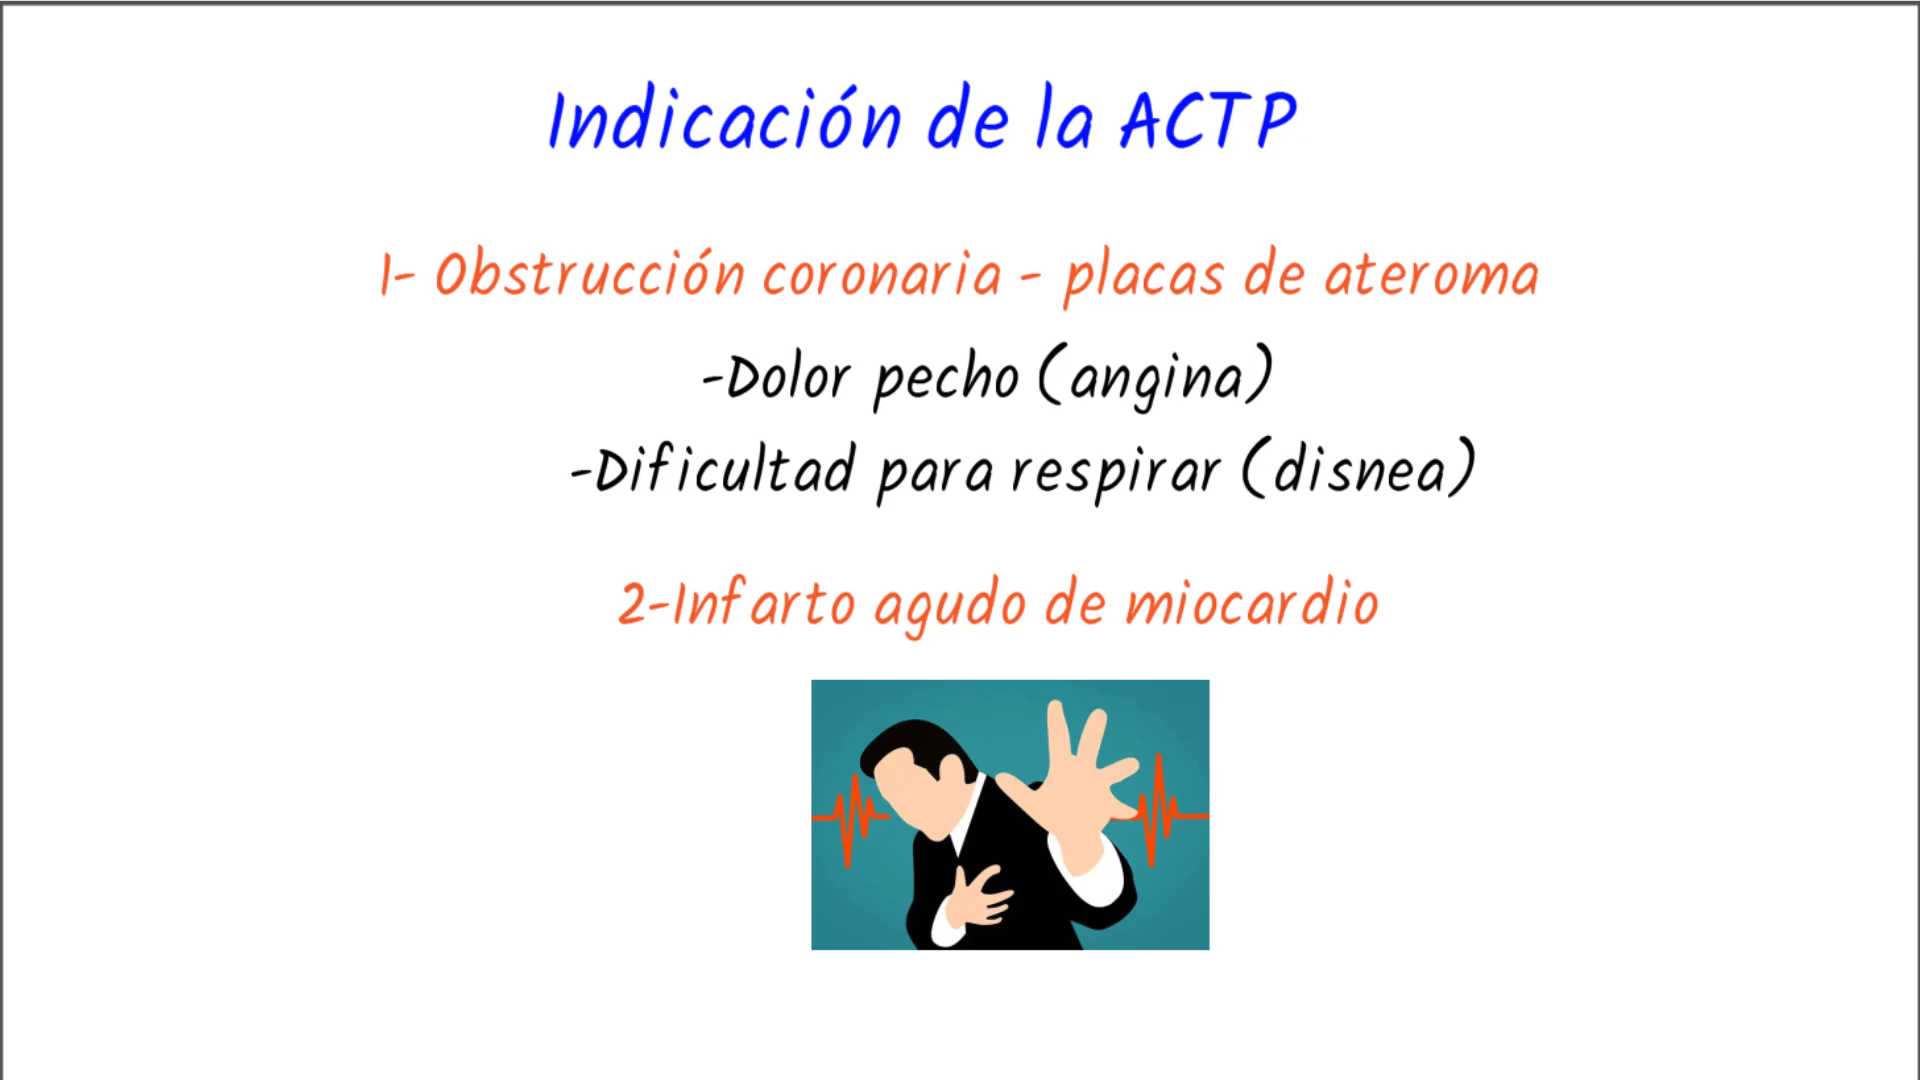 Indicación de la ACTP
1- Obstrucción coronaria - placas de ateroma
-Dolor pecho (angina)
-Dificultad para respirar (disnea)
2-Infarto agudo de miocardio